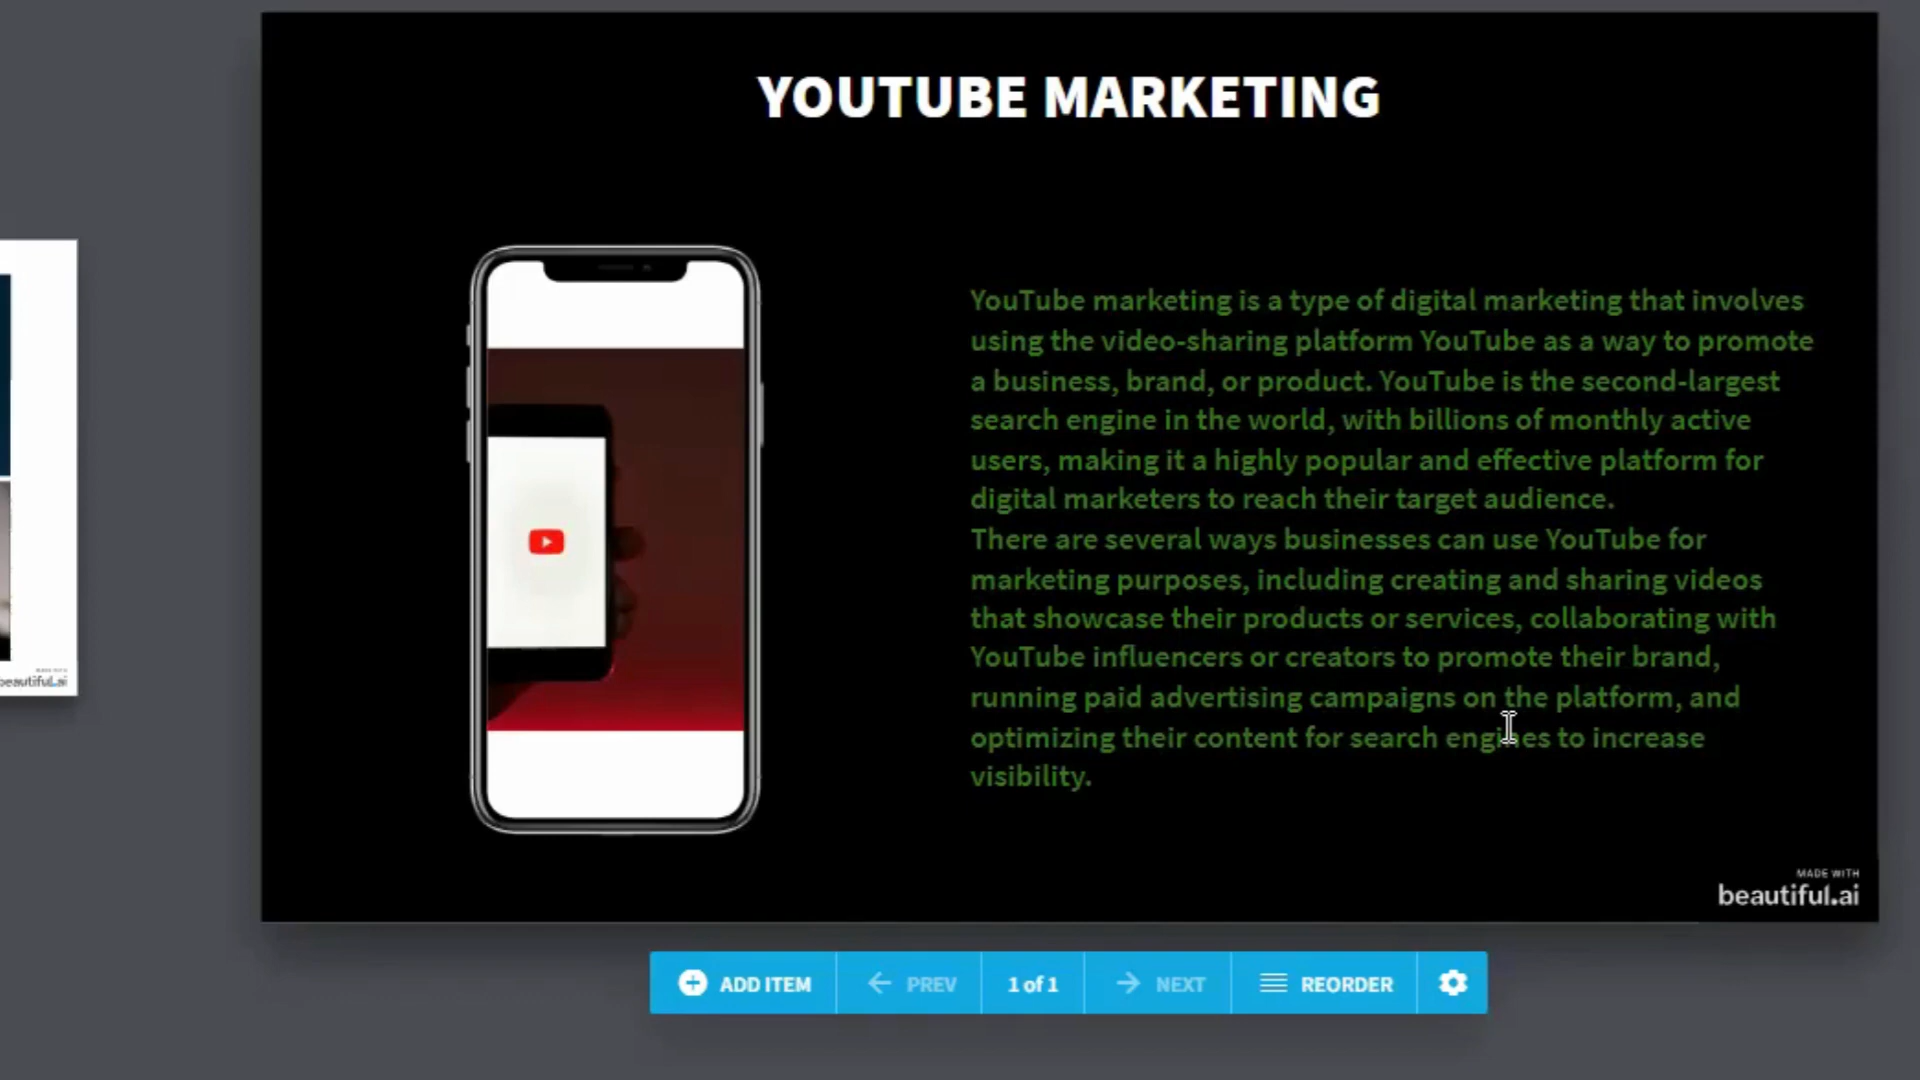 YOUTUBE MARKETING
YouTube marketing is a type of digital marketing that involves
using the video-sharing platform YouTube as a way to promote
a business, brand, or product. YouTube is the second-largest
search engine in the world, with billions of monthly active
users, making it a highly popular and effective platform for
digital marketers to reach their target audience.
There are several ways businesses can use YouTube for
marketing purposes, including creating and sharing videos
that showcase their products or services, collaborating with
YouTube influencers or creators to promote their brand,
running paid advertising campaigns on the platform, and
optimizing their content for search engines to increase
visibility.
MADE WITH
beautiful.ai
MADE WITH
beautiful.ai
ADD ITEM
PREV
1 of 1
NEXT
REORDER